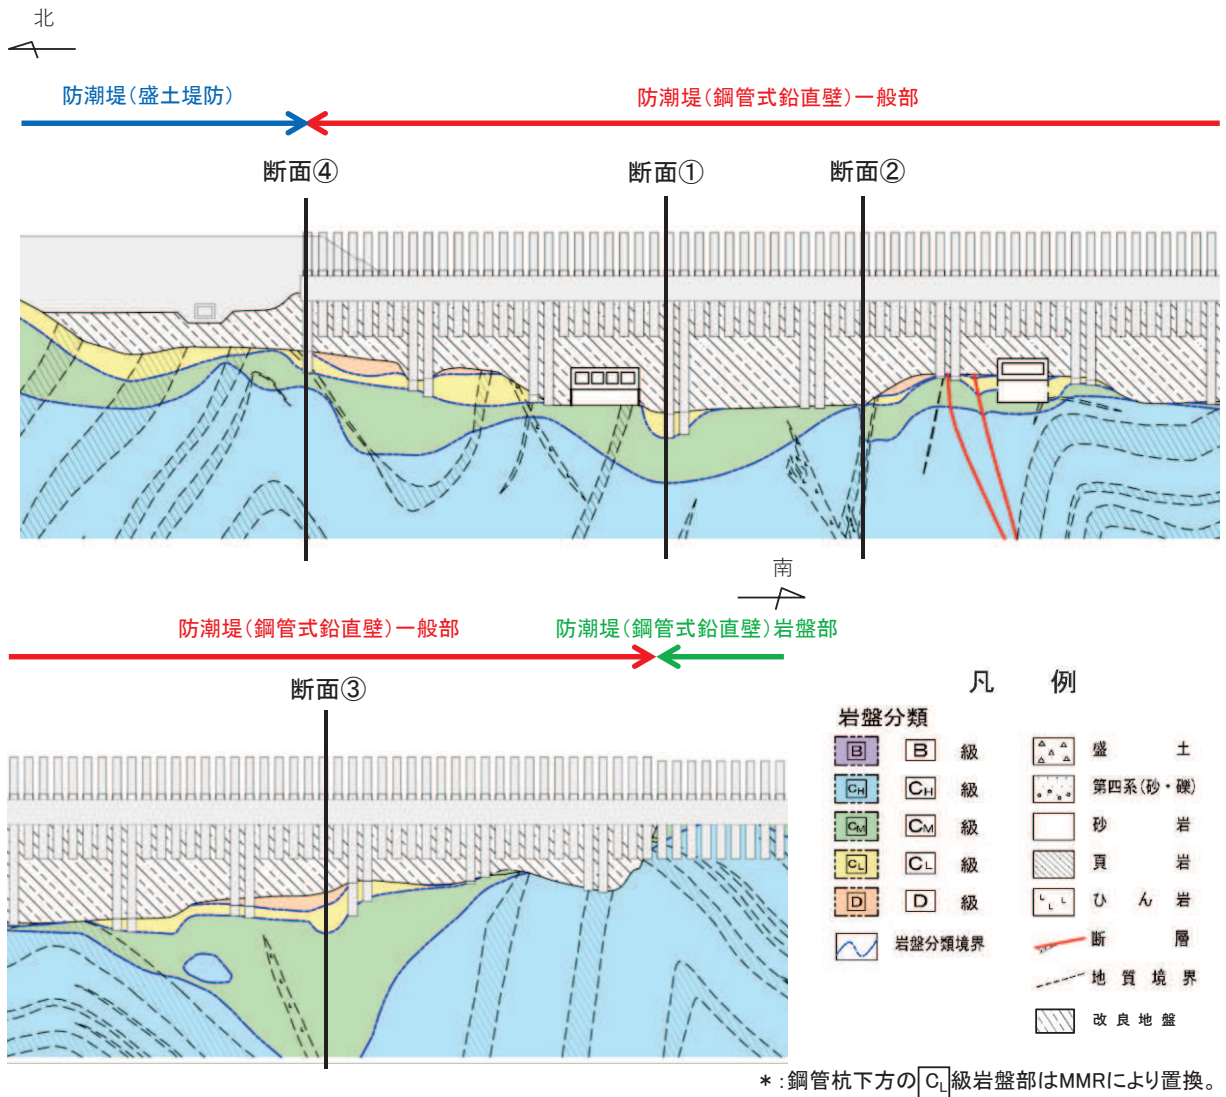 北
防潮堤(盛土堤防)
防潮堤(鋼管式鉛直壁)一般部
断面④
断面①
断面②
南
防潮堤(鋼管式鉛直壁)一般部
防潮堤(鋼管式鉛直壁)岩盤部
断面③
凡 例
岩盤分類
B B 級
CH CH 級
CM CM 級
CL CL 級
D D 級
岩盤分類境界
盛 土
第四系(砂・礫)
砂 岩
頁 岩
ひ ん 岩
断 層
地 質 境 界
改 良 地 盤
*:鋼管杭下方のCL級岩盤部はMMRにより置換。